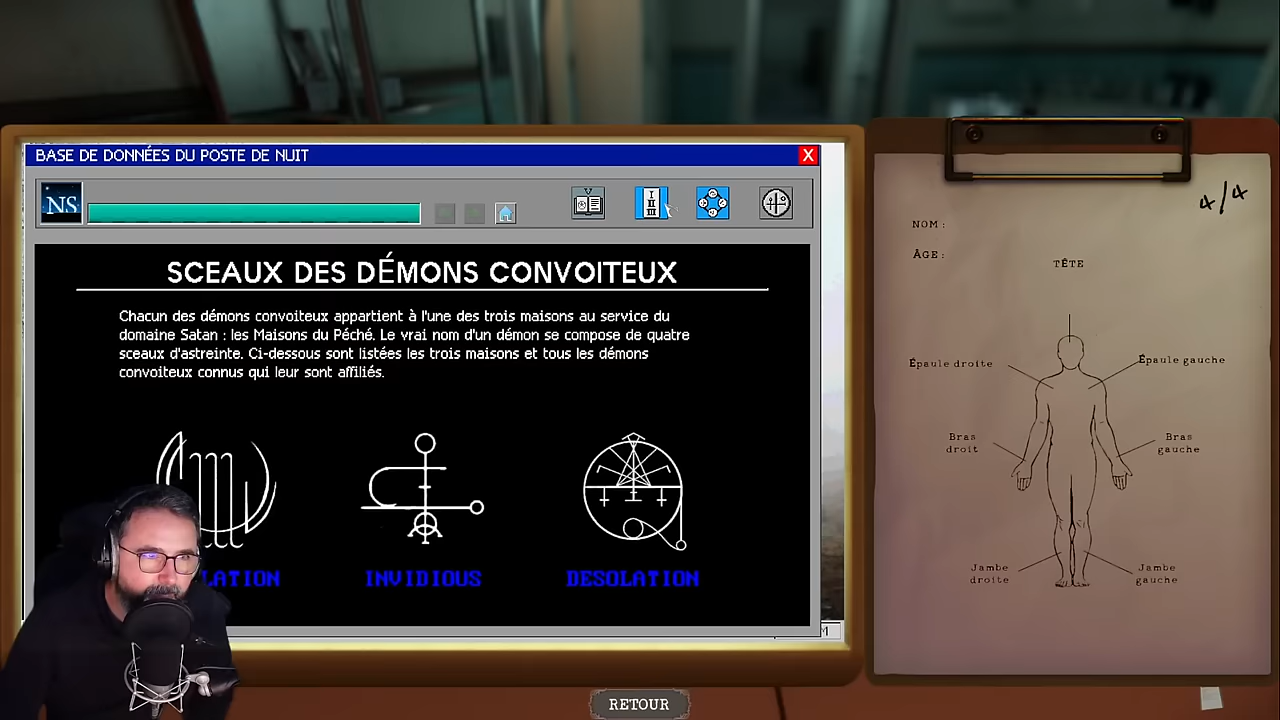 BASE DE DONNÉES DU POSTE DE NUIT
X
NS
I
II
III
SCEAUX DES DÉMONS CONVOITEUX
Chacun des démons convoiteux appartient à l'une des trois maisons au service du
domaine Satan : les Maisons du Péché. Le vrai nom d'un démon se compose de quatre
sceaux d'astreinte. Ci-dessous sont listées les trois maisons et tous les démons
convoiteux connus qui leur sont affiliés.
INVIDIOUS
DESOLATION
4/4
NOM :
ÂGE :
TÊTE
Épaule droite
Épaule gauche
Bras
droit
Bras
gauche
Jambe
droite
Jambe
gauche
RETOUR